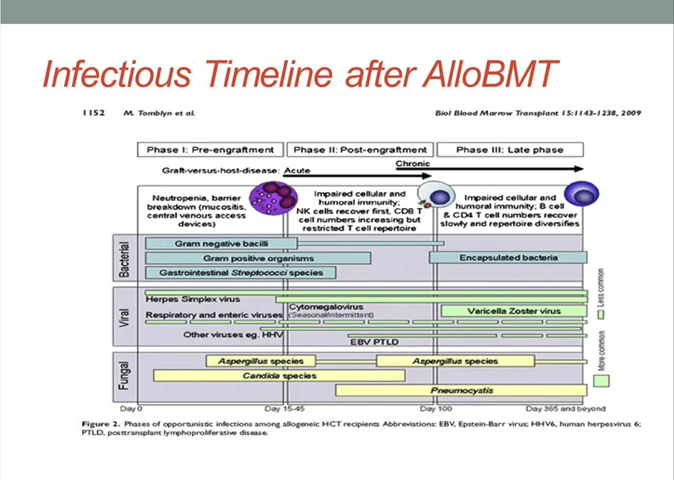 Infectious Timeline after AlloBMT
1152 M. Tomblyn et al. Biol Blood Marrow Transplant 15:1143-1238, 2009
Phase I: Pre-engraftment Phase II: Post-engraftment Phase III: Late phase
Chronic
Graft-versus-host-disease: Acute
Neutropenia, barrier
breakdown (mucositis,
central venous access
devices)
Impaired cellular and
humoral immunity;
NK cells recover first, CD8 T
cell numbers increasing but
restricted T cell repertoire
Impaired cellular and
humoral immunity; B cell
& CD4 T cell numbers recover
slowly and repertoire diversifies
Bacterial
Gram negative bacilli
Gram positive organisms
Encapsulated bacteria
Gastrointestinal Streptococci species
Viral
Herpes Simplex virus
Cytomegalovirus
(Seasonal/intermittent)
Varicella Zoster virus
Respiratory and enteric viruses
Other viruses eg. HHV
EBV PTLD
Less common
More common
Fungal
Aspergillus species Aspergillus species
Candida species
Pneumocystis
Day 0 Day 15-45 Day 100 Day 365 and beyond
Figure 2. Phases of opportunistic infections among allogeneic HCT recipients Abbreviations: EBV, Epstein-Barr virus; HHV6, human herpesvirus 6;
PTLD, posttransplant lymphoproliferative disease.